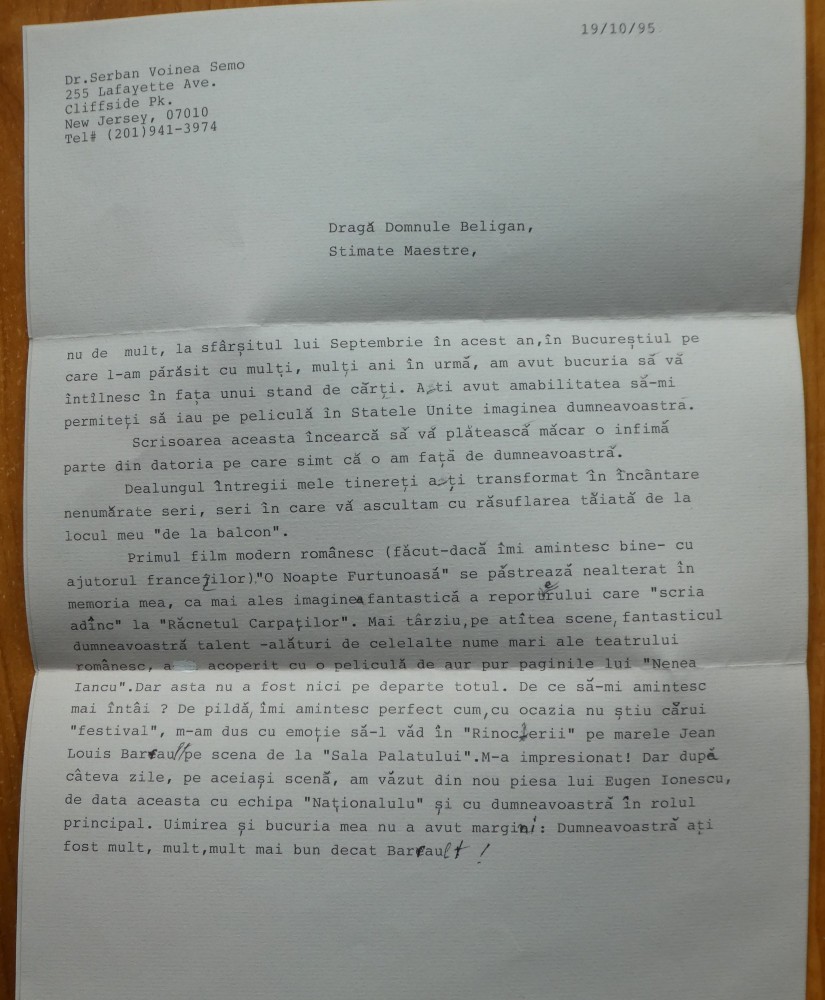 19/10/95
Dr.Serban Voinea Semo
255 Lafayette Ave.
Cliffside Pk.
New Jersey, 07010
Tel# (201)941-3974
Dragă Domnule Beligan,
Stimate Maestre,
nu de mult, la sfârşitul lui Septembrie în acest an,în Bucureştiul pe
care l-am părăsit cu mulţi, mulţi ani în urmă, am avut bucuria să vă
întîlnesc în faţa unui stand de cărţi. Aţi avut amabilitatea să-mi
permiteţi să iau pe peliculă în Statele Unite imaginea dumneavoastră.
Scrisoarea aceasta încearcă să vă plătească măcar o infimă
parte din datoria pe care simt că o am faţă de dumneavoastră.
Dealungul întregii mele tinereţi aţi transformat în încântare
nenumărate seri, seri în care vă ascultam cu răsuflarea tăiată de la
locul meu "de la balcon".
Primul film modern românesc (făcut-dacă îmi amintesc bine- cu
ajutorul francezilor)."O Noapte Furtunoasă" se păstrează nealterat în
memoria mea, ca mai ales imaginea fantastică a reporterului care "scria
adînc" la "Răcnetul Carpaţilor". Mai târziu,pe atîtea scene,fantasticul
dumneavoastră talent -alături de celelalte nume mari ale teatrului
românesc, a acoperit cu o peliculă de aur pur paginile lui "Nenea
Iancu".Dar asta nu a fost nici pe departe totul. De ce să-mi amintesc
mai întâi ? De pildă,îmi amintesc perfect cum,cu ocazia nu ştiu cărui
"festival", m-am dus cu emoţie să-l văd în "Rinocerii" pe marele Jean
Louis Barrault pe scena de la "Sala Palatului".M-a impresionat! Dar după
câteva zile, pe aceiaşi scenă, am văzut din nou piesa lui Eugen Ionescu,
de data aceasta cu echipa "Naţionalulu" şi cu dumneavoastră în rolul
principal. Uimirea şi bucuria mea nu a avut margini: Dumneavoastră aţi
fost mult, mult,mult mai bun decat Barrault !